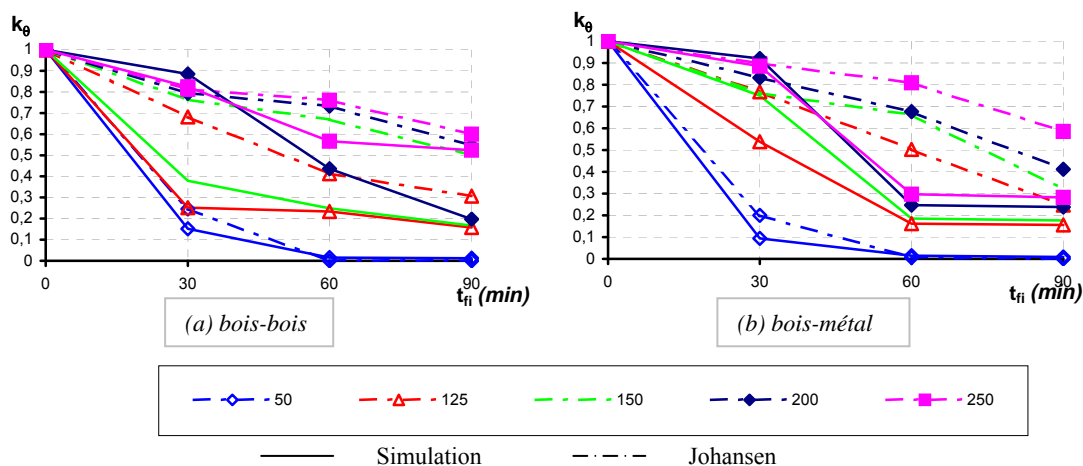 kθ
1
0,9
0,8
0,7
0,6
0,5
0,4
0,3
0,2
0,1
0
0 30 60 90
tfi (min)
(a) bois-bois
kθ
1
0,9
0,8
0,7
0,6
0,5
0,4
0,3
0,2
0,1
0
0 30 60 90
tfi (min)
(b) bois-métal
50 125 150 200 250
Simulation Johansen